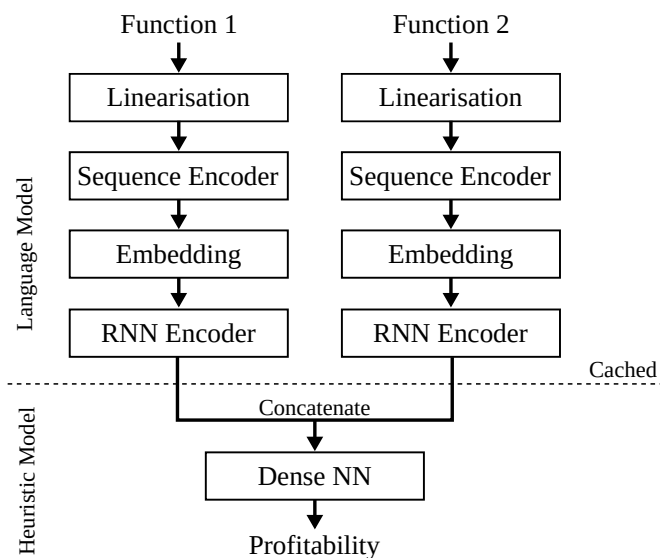 Function 1
Function 2
Linearisation
Linearisation
Sequence Encoder
Sequence Encoder
Embedding
Embedding
RNN Encoder
RNN Encoder
Language Model
Cached
Concatenate
Heuristic Model
Dense NN
Profitability